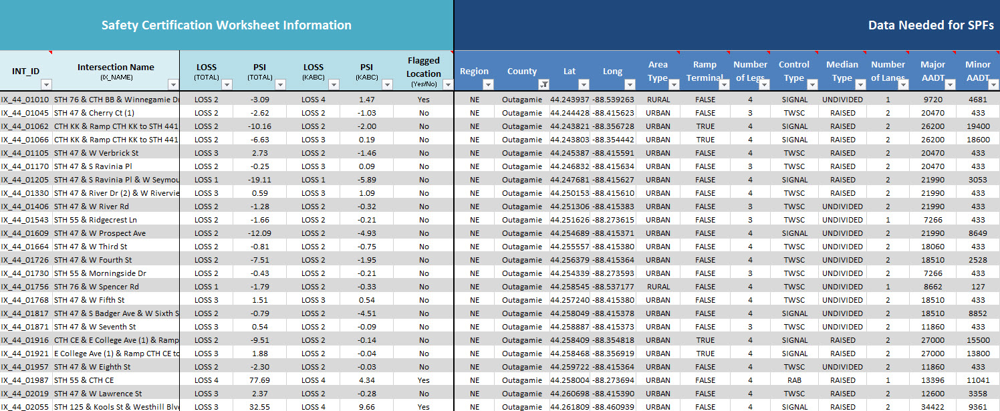 Safety Certification Worksheet Information Data Needed for SPFs
INT_ID Intersection Name (IX_NAME) LOSS (TOTAL) PSI (TOTAL) LOSS (KABC) PSI (KABC) Flagged Location (Yes/No) Region County Lat Long Area Type Ramp Terminal Number of Legs Control Type Median Type Number of Lanes Major AADT Minor AADT
IX_44_01010 STH 76 & CTH BB & Winnegamie Dr LOSS 2 -3.09 LOSS 4 1.47 Yes NE Outagamie 44.243937 -88.539263 RURAL FALSE 4 SIGNAL UNDIVIDED 1 9720 4681
IX_44_01045 STH 47 & Cherry Ct (1) LOSS 2 -2.62 LOSS 2 -1.03 No NE Outagamie 44.244428 -88.415623 URBAN FALSE 3 TWSC RAISED 2 20470 433
IX_44_01062 CTH KK & Ramp CTH KK to STH 441 LOSS 2 -10.16 LOSS 2 -2.00 No NE Outagamie 44.243821 -88.356728 URBAN TRUE 4 SIGNAL RAISED 2 26200 19400
IX_44_01066 CTH KK & Ramp CTH KK to STH 441 LOSS 2 -6.63 LOSS 3 0.19 No NE Outagamie 44.243803 -88.354442 URBAN TRUE 4 SIGNAL RAISED 2 26200 18600
IX_44_01105 STH 47 & W Verbrick St LOSS 3 2.73 LOSS 2 -1.46 No NE Outagamie 44.245387 -88.415591 URBAN FALSE 4 TWSC RAISED 2 20470 433
IX_44_01170 STH 47 & S Ravinia Pl LOSS 2 -0.25 LOSS 3 0.09 No NE Outagamie 44.246832 -88.415634 URBAN FALSE 3 TWSC RAISED 2 20470 433
IX_44_01205 STH 47 & S Ravinia Pl & W Seymou LOSS 1 -19.11 LOSS 1 -5.89 No NE Outagamie 44.247681 -88.415627 URBAN FALSE 4 SIGNAL RAISED 2 21990 3053
IX_44_01330 STH 47 & River Dr (2) & W Rivervie LOSS 3 0.59 LOSS 3 1.09 No NE Outagamie 44.250153 -88.415610 URBAN FALSE 4 TWSC RAISED 2 21990 433
IX_44_01406 STH 47 & W River Rd LOSS 2 -1.28 LOSS 2 -0.32 No NE Outagamie 44.251306 -88.415383 URBAN FALSE 3 TWSC UNDIVIDED 2 21990 433
IX_44_01543 STH 55 & Ridgecrest Ln LOSS 2 -1.66 LOSS 2 -0.21 No NE Outagamie 44.251626 -88.273615 URBAN FALSE 3 TWSC UNDIVIDED 1 7266 433
IX_44_01609 STH 47 & W Prospect Ave LOSS 2 -12.09 LOSS 2 -4.93 No NE Outagamie 44.254689 -88.415371 URBAN FALSE 4 SIGNAL UNDIVIDED 2 21990 8649
IX_44_01664 STH 47 & W Third St LOSS 2 -0.81 LOSS 2 -0.75 No NE Outagamie 44.255557 -88.415380 URBAN FALSE 4 TWSC UNDIVIDED 2 18060 433
IX_44_01726 STH 47 & W Fourth St LOSS 2 -7.51 LOSS 2 -1.95 No NE Outagamie 44.256379 -88.415364 URBAN FALSE 4 TWSC UNDIVIDED 2 18510 2528
IX_44_01730 STH 55 & Morningside Dr LOSS 2 -0.43 LOSS 2 -0.21 No NE Outagamie 44.254339 -88.273593 URBAN FALSE 3 TWSC UNDIVIDED 2 7266 433
IX_44_01756 STH 76 & W Spencer Rd LOSS 1 -1.79 LOSS 2 -0.33 No NE Outagamie 44.258545 -88.537177 RURAL FALSE 4 TWSC UNDIVIDED 1 8662 127
IX_44_01768 STH 47 & W Fifth St LOSS 3 1.51 LOSS 3 0.54 No NE Outagamie 44.257240 -88.415380 URBAN FALSE 4 TWSC UNDIVIDED 2 18510 433
IX_44_01817 STH 47 & S Badger Ave & W Sixth S LOSS 2 -0.79 LOSS 2 -4.51 No NE Outagamie 44.258049 -88.415378 URBAN FALSE 4 SIGNAL UNDIVIDED 2 18510 8852
IX_44_01871 STH 47 & W Seventh St LOSS 3 0.54 LOSS 2 -0.09 No NE Outagamie 44.258887 -88.415373 URBAN FALSE 3 TWSC UNDIVIDED 2 11860 433
IX_44_01916 CTH CE & E College Ave (1) & Ramp LOSS 2 -9.51 LOSS 2 -0.14 No NE Outagamie 44.258409 -88.354818 URBAN TRUE 4 SIGNAL RAISED 2 27000 15500
IX_44_01921 E College Ave (1) & Ramp CTH CE to LOSS 3 1.88 LOSS 2 -0.04 No NE Outagamie 44.258468 -88.356919 URBAN TRUE 4 SIGNAL RAISED 2 27000 13800
IX_44_01957 STH 47 & W Eighth St LOSS 2 -2.30 LOSS 2 -0.03 No NE Outagamie 44.259722 -88.415364 URBAN FALSE 4 TWSC UNDIVIDED 2 11860 433
IX_44_01987 STH 55 & CTH CE LOSS 4 77.69 LOSS 4 4.34 Yes NE Outagamie 44.258004 -88.273694 URBAN FALSE 4 RAB RAISED 1 13396 11041
IX_44_02019 STH 47 & W Lawrence St LOSS 3 2.37 LOSS 2 -0.28 No NE Outagamie 44.260698 -88.415390 URBAN FALSE 4 TWSC RAISED 2 12600 3358
IX_44_02055 STH 125 & Kools St & Westhill Blv LOSS 3 32.55 LOSS 4 9.66 Yes NE Outagamie 44.261809 -88.460939 URBAN FALSE 4 SIGNAL RAISED 2 34422 9361